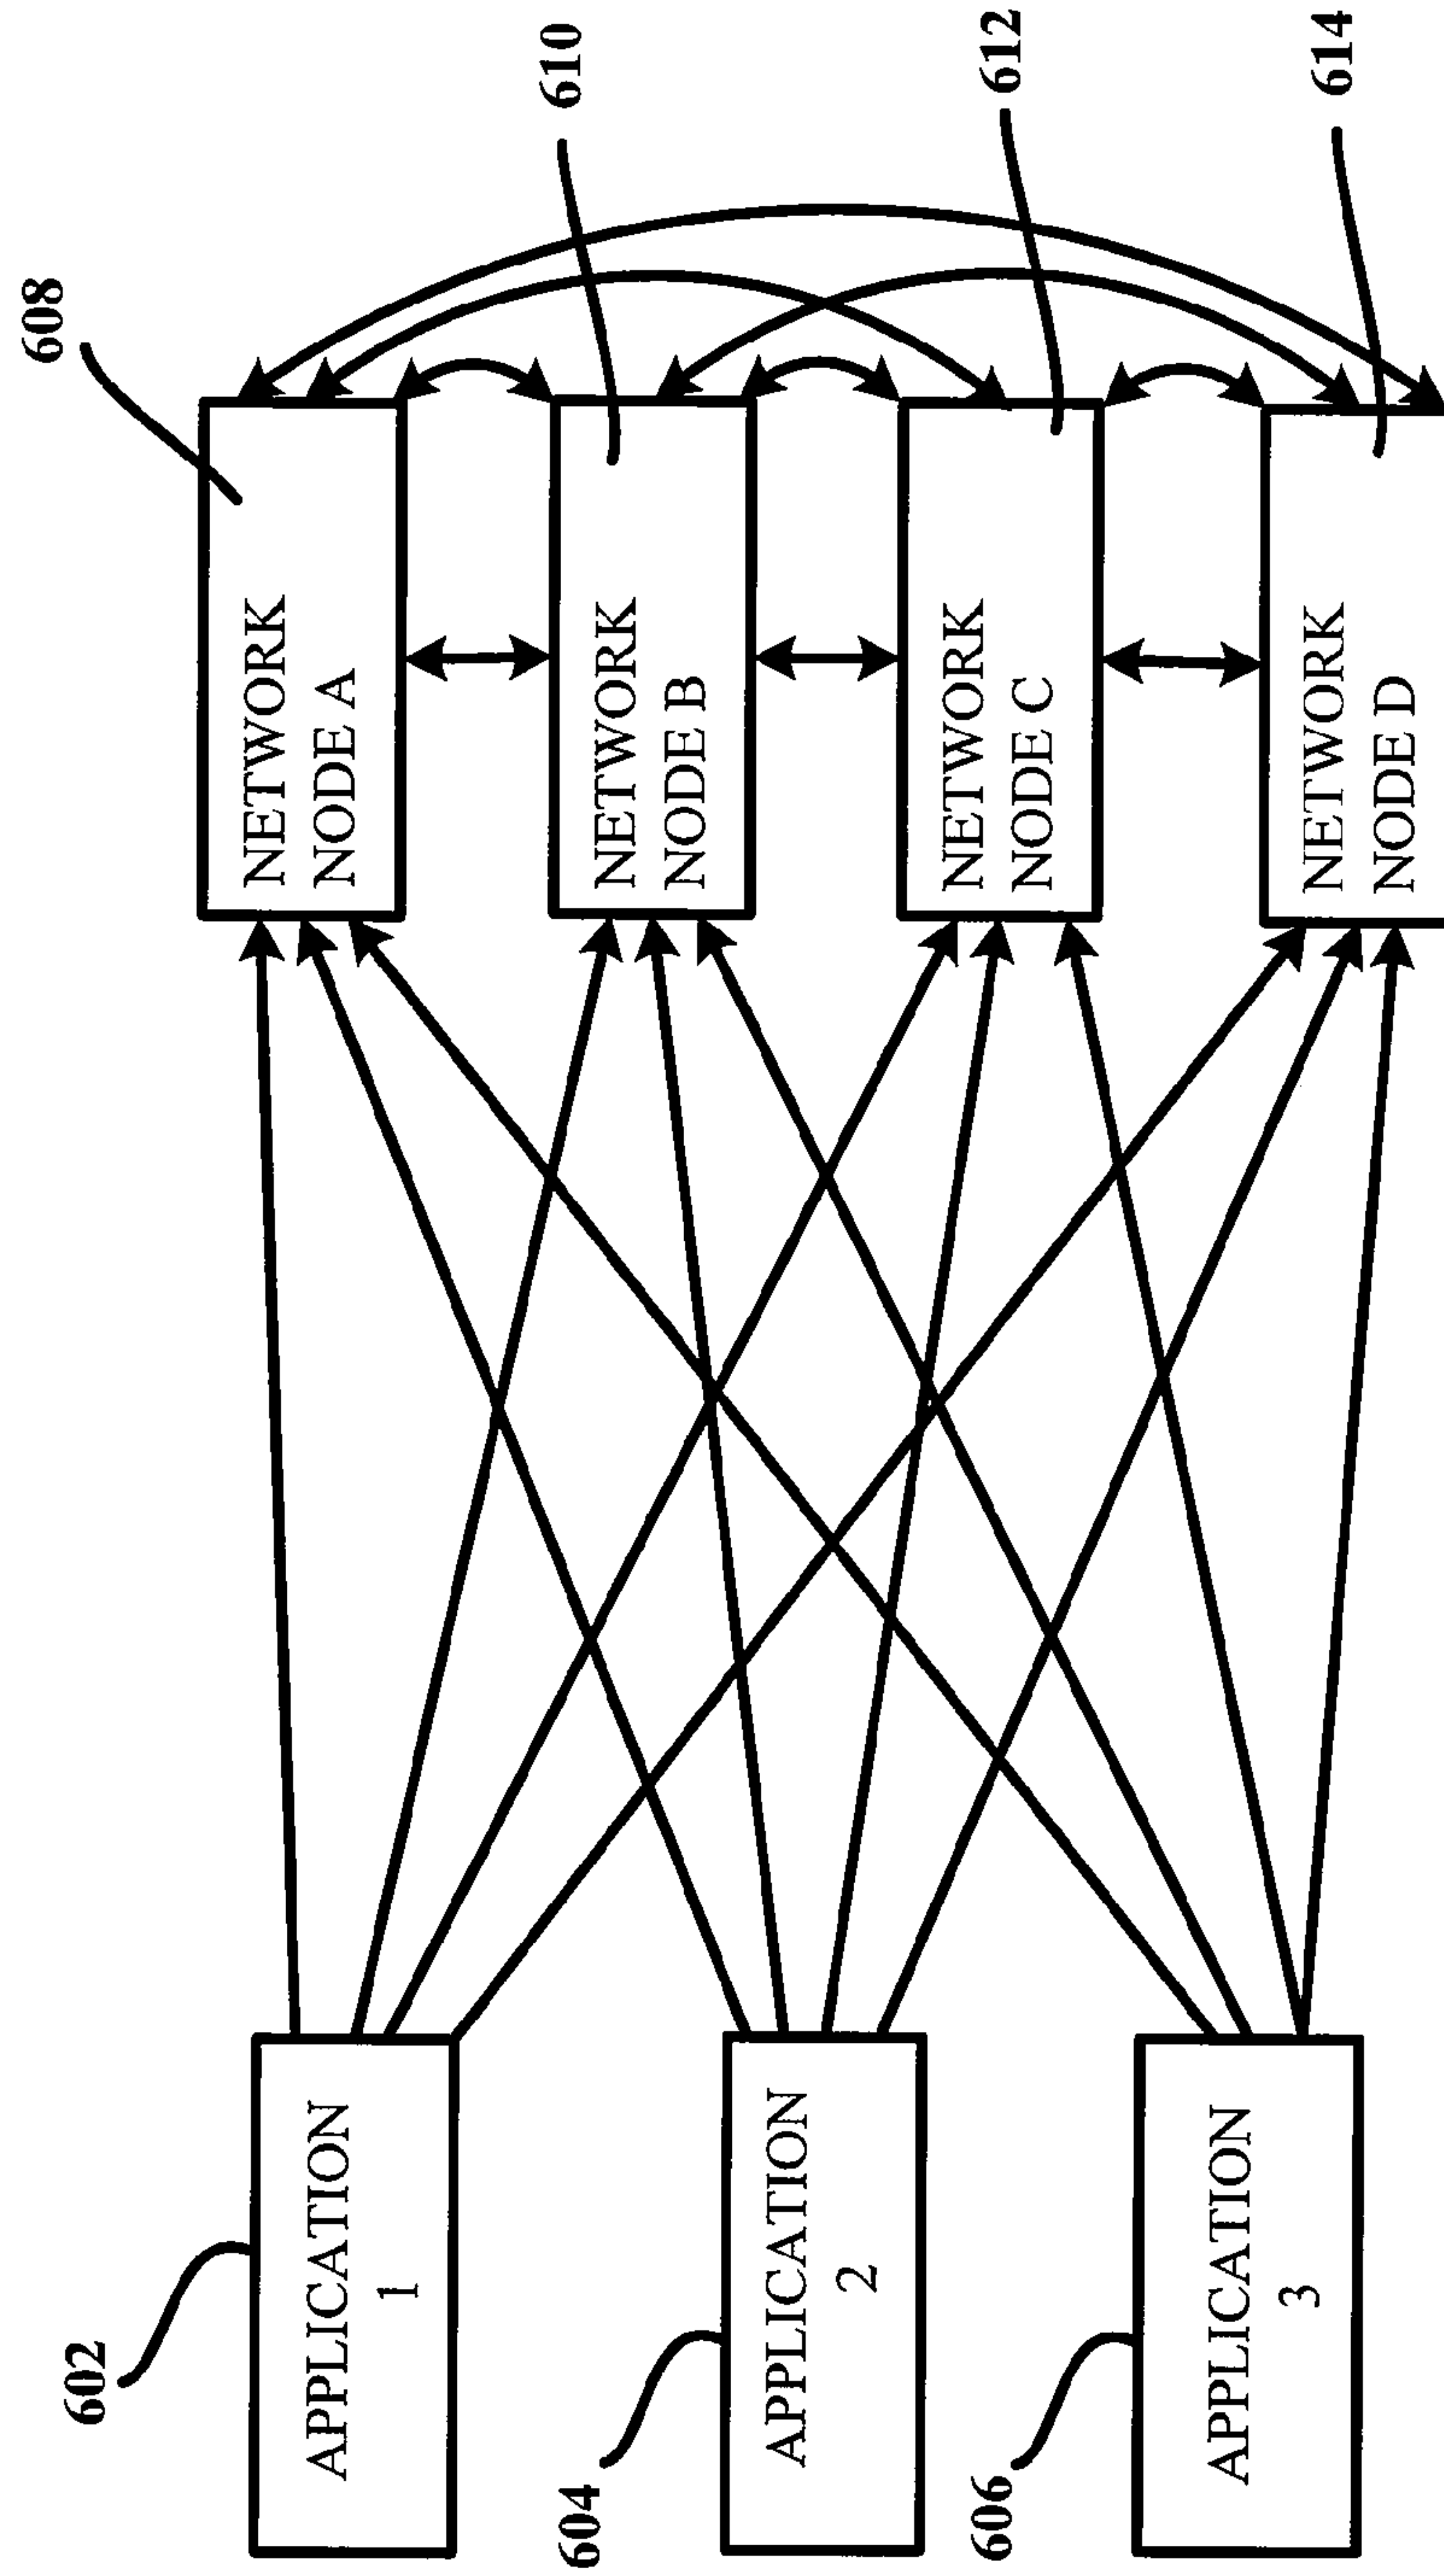 602
APPLICATION
1
604
APPLICATION
2
606
APPLICATION
3
608
NETWORK
NODE A
610
NETWORK
NODE B
612
NETWORK
NODE C
614
NETWORK
NODE D